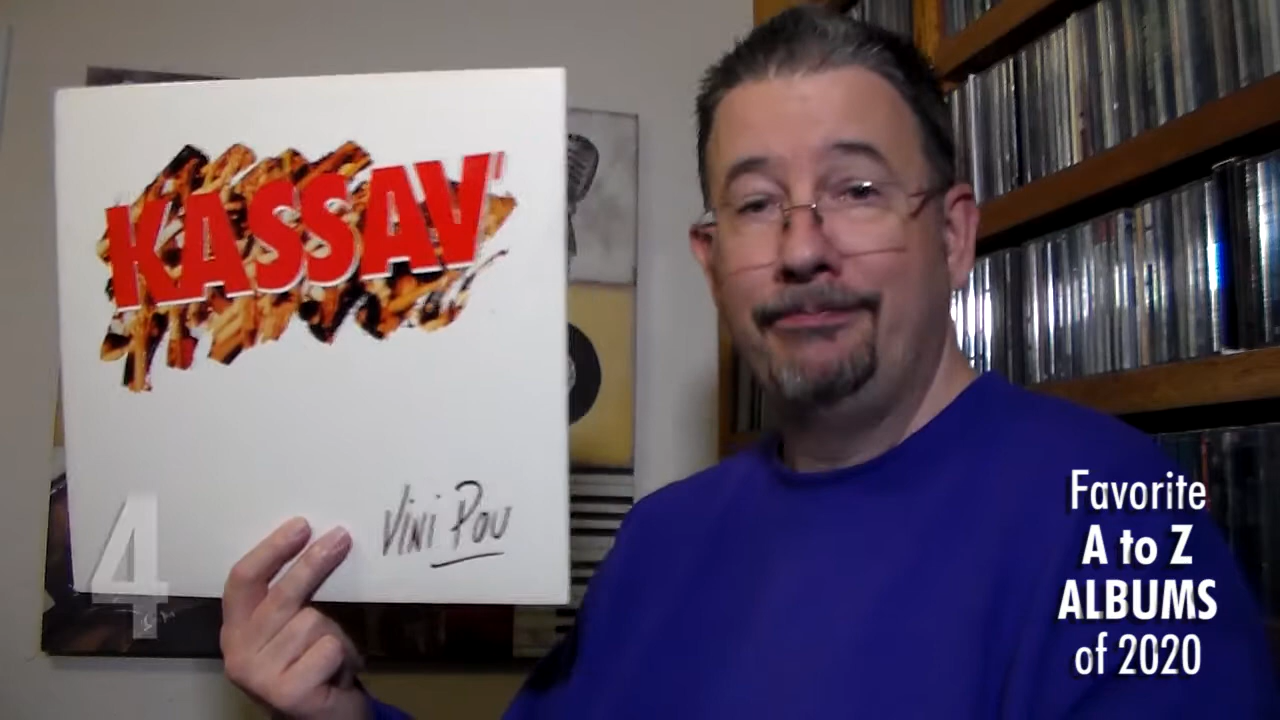 KASSAV'
Vini Pou
4
Favorite
A to Z
ALBUMS
of 2020